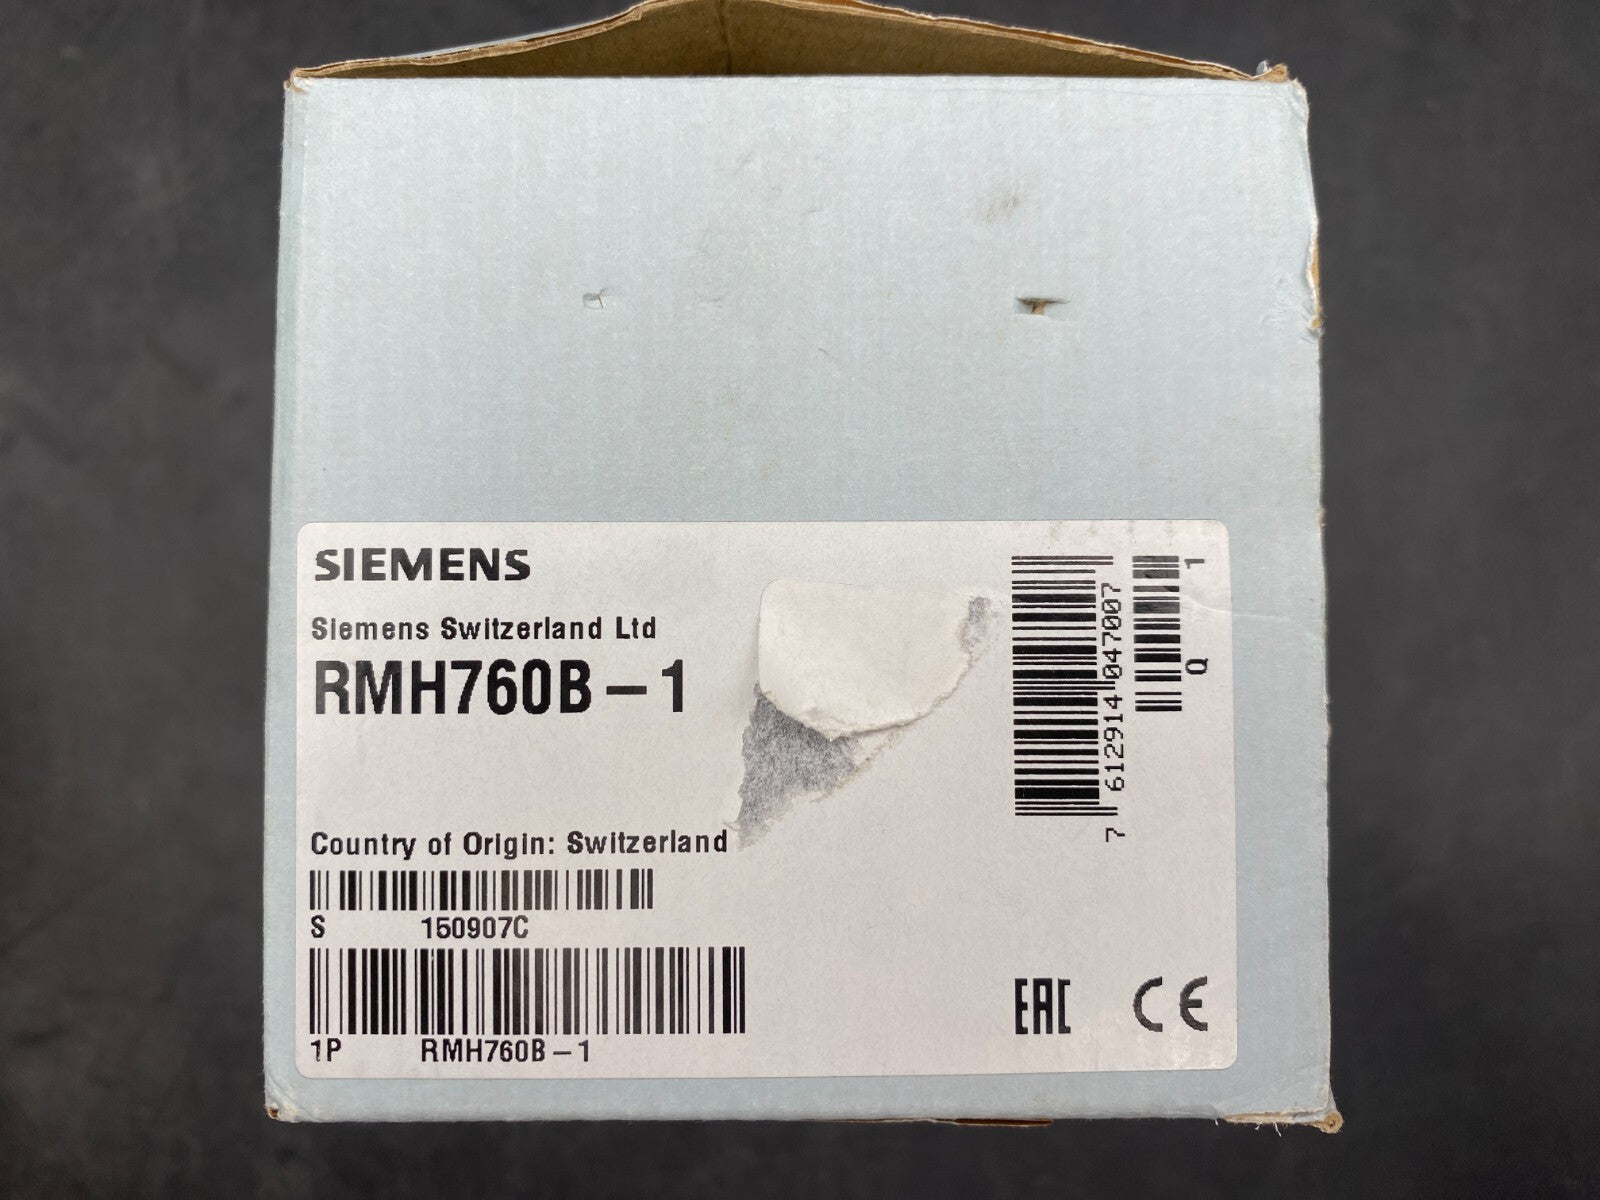 SIEMENS
Siemens Switzerland Ltd
RMH760B-1
Country of Origin: Switzerland
S 150907C
1P RMH760B-1
7 612914 047007
Q 1
EAC CE